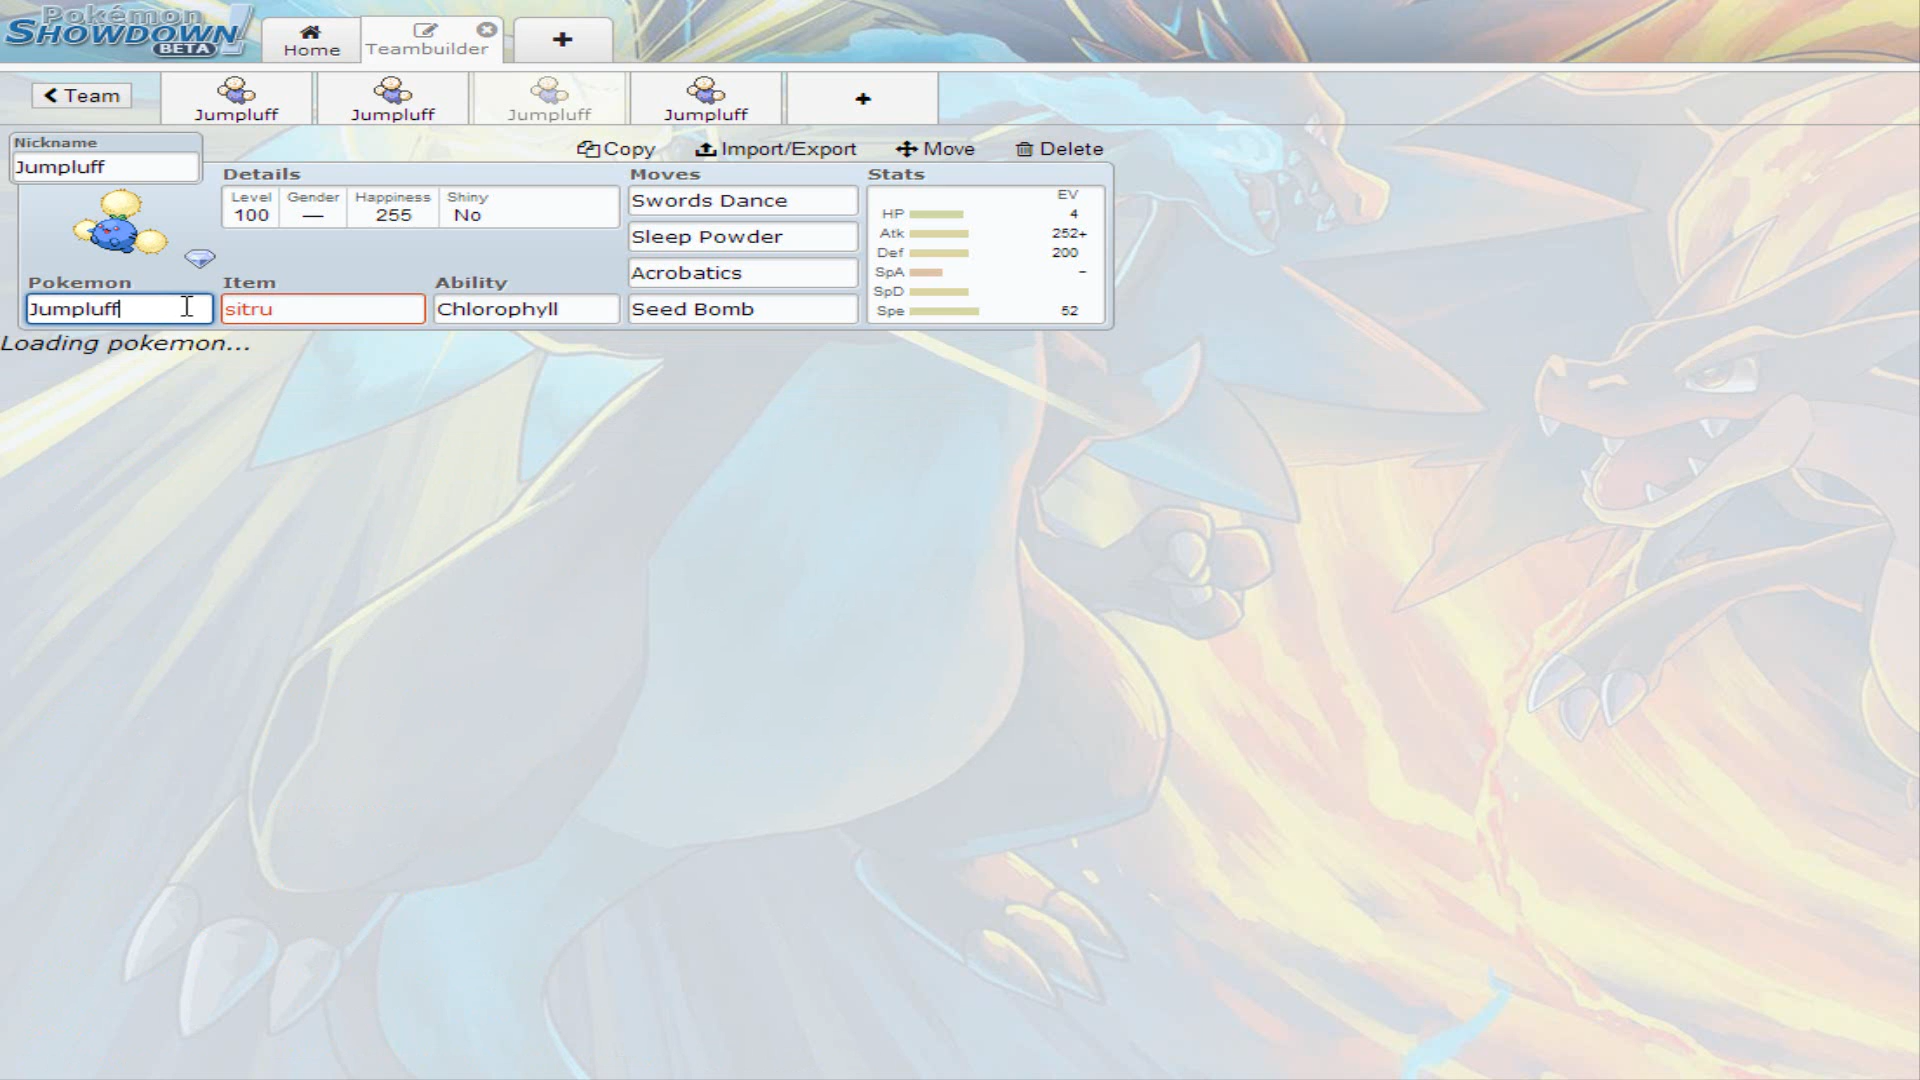 Pokémon
SHOWDOWN!
BETA
Home
Teambuilder
Team
Jumpluff
Jumpluff
Jumpluff
Jumpluff
Nickname
Jumpluff
Copy
Import/Export
Move
Delete
Details
Level
Gender
Happiness
Shiny
100
—
255
No
Pokemon
Jumpluff
Item
sitru
Ability
Chlorophyll
Moves
Swords Dance
Sleep Powder
Acrobatics
Seed Bomb
Stats
EV
HP 4
Atk 252+
Def 200
SpA −
SpD
Spe 52
Loading pokemon...